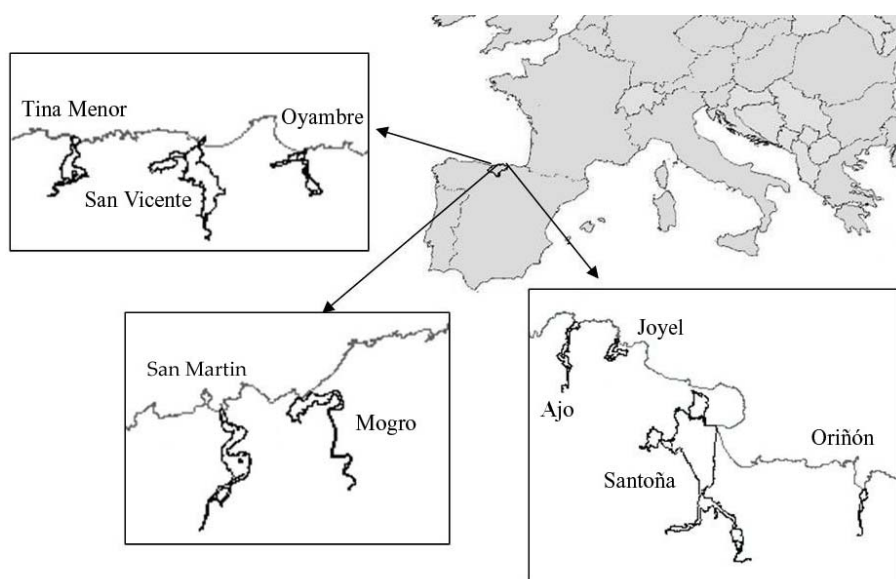 Tina Menor
Oyambre
San Vicente
San Martin
Mogro
Joyel
Ajo
Oriñón
Santoña